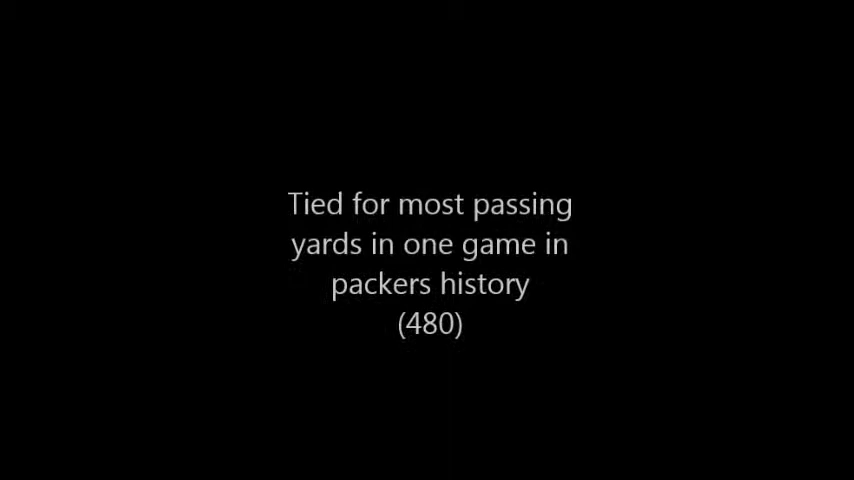 Tied for most passing
yards in one game in
packers history
(480)